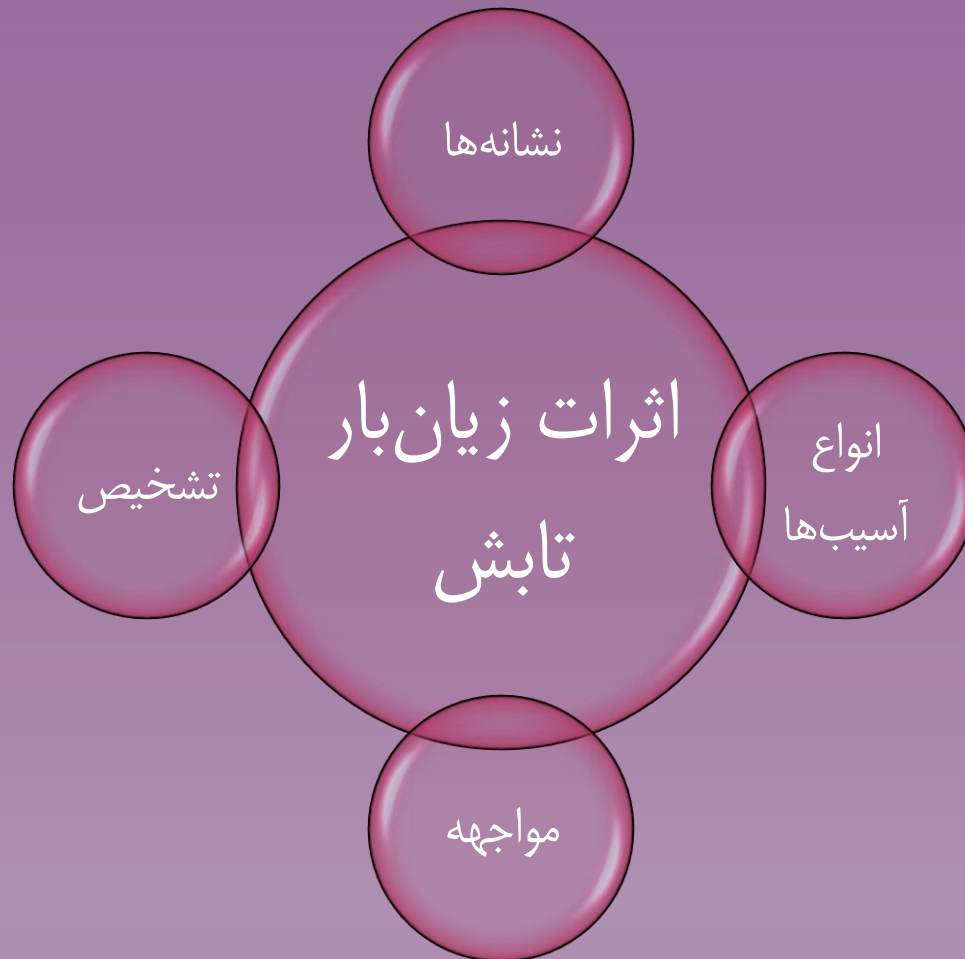 نشانه‌ها
اثرات زیان‌بار
تابش
انواع
آسیب‌ها
مواجهه
تشخیص